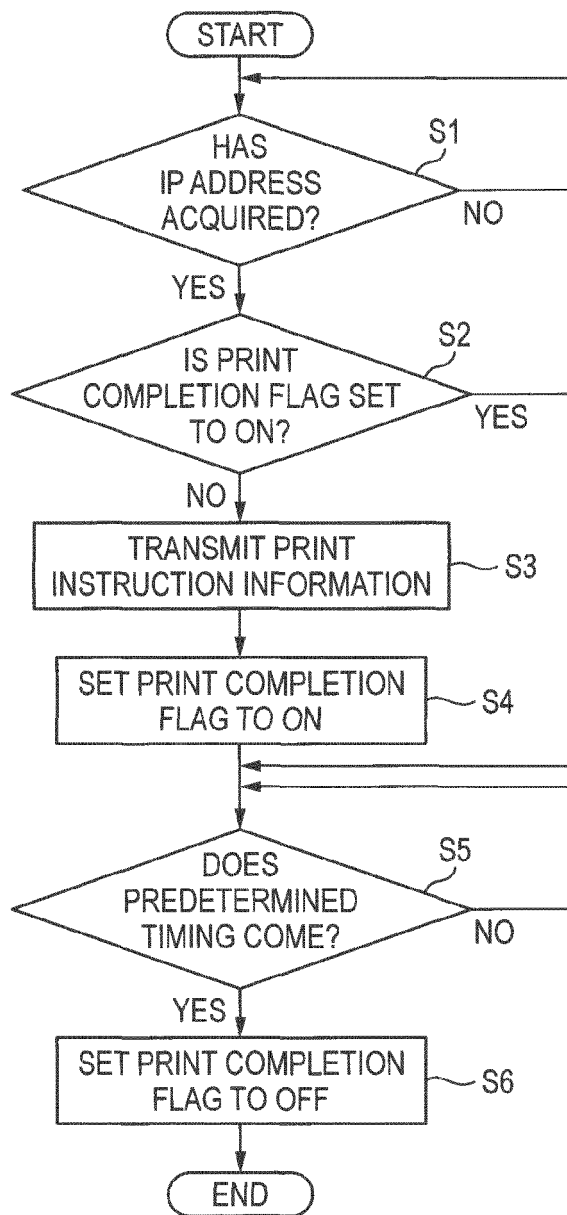 START
HAS
IP ADDRESS
ACQUIRED?
S1
NO
YES
IS PRINT
COMPLETION FLAG SET
TO ON?
S2
YES
NO
TRANSMIT PRINT
INSTRUCTION INFORMATION
S3
SET PRINT COMPLETION
FLAG TO ON
S4
DOES
PREDETERMINED
TIMING COME?
S5
NO
YES
SET PRINT COMPLETION
FLAG TO OFF
S6
END